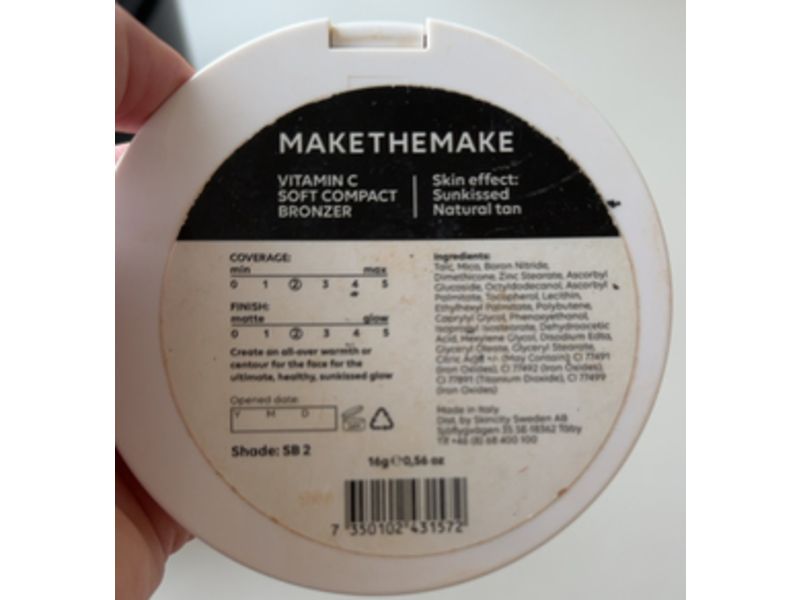 MAKETHEMAKE
VITAMIN C
SOFT COMPACT
BRONZER
Skin effect:
Sunkissed
Natural tan
COVERAGE:
min max
0 1 2 3 4 5
FINISH:
matte glow
0 1 2 3 4 5
Create an all-over warmth or
contour for the face for the
ultimate, healthy, sunkissed glow
Opened date
Y M D
Shade: SB 2
Ingredients:
Talc, Mica, Boron Nitride,
Dimethicone, Zinc Stearate, Ascorbyl
Glucoside, Octyldodecanol, Ascorbyl
Palmitate, Tocopherol, Lecithin,
Ethylhexyl Palmitate, Polybutene,
Caprylyl Glycol, Phenoxyethanol,
Isopropyl Isostearate, Dehydroacetic
Acid, Hexylene Glycol, Disodium Edta,
Glyceryl Oleate, Glyceryl Stearate,
Citric Acid +/- (May Contain): CI 77491
(Iron Oxides), CI 77492 (Iron Oxides),
CI 77891 (Titanium Dioxide), CI 77499
(Iron Oxides)
Made in Italy
Dist. by Skincity Sweden AB
35 SE-18362 Täby
Tlf +46 (8) 68 400 100
16g ℮ 0,56 oz
7 350102 431572